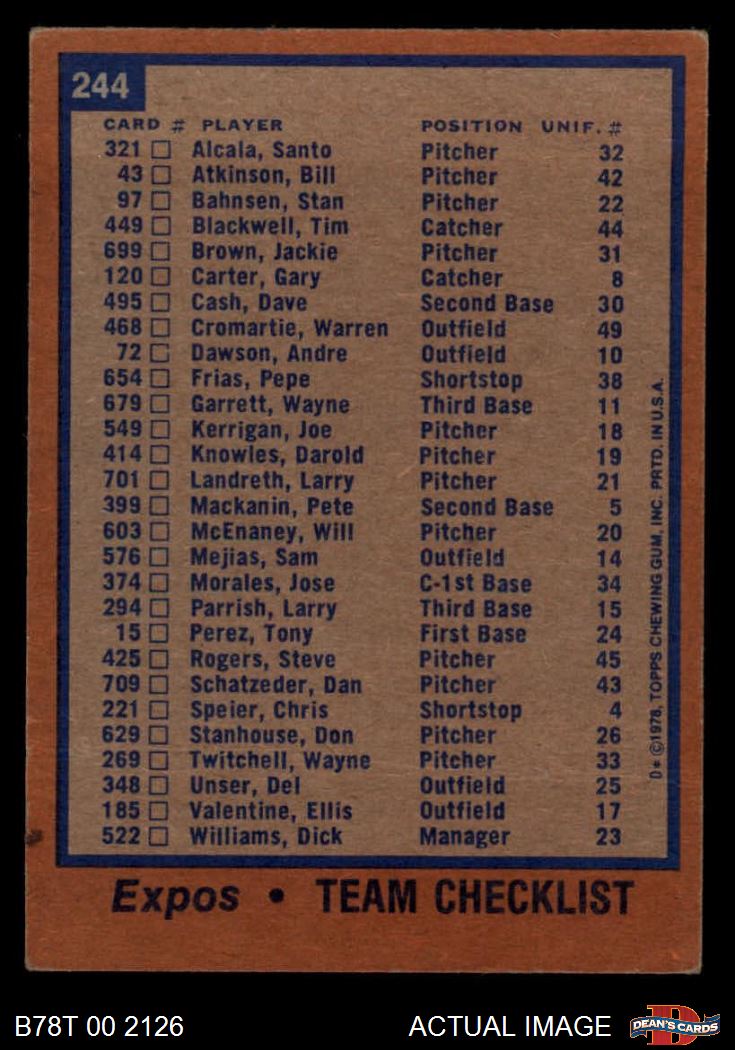 244
CARD # PLAYER POSITION UNIF. #
321 Alcala, Santo Pitcher 32
43 Atkinson, Bill Pitcher 42
97 Bahnsen, Stan Pitcher 22
449 Blackwell, Tim Catcher 44
699 Brown, Jackie Pitcher 31
120 Carter, Gary Catcher 8
495 Cash, Dave Second Base 30
468 Cromartie, Warren Outfield 49
72 Dawson, Andre Outfield 10
654 Frias, Pepe Shortstop 38
679 Garrett, Wayne Third Base 11
549 Kerrigan, Joe Pitcher 18
414 Knowles, Darold Pitcher 19
701 Landreth, Larry Pitcher 21
399 Mackanin, Pete Second Base 5
603 McEnaney, Will Pitcher 20
576 Mejias, Sam Outfield 14
374 Morales, Jose C-1st Base 34
294 Parrish, Larry Third Base 15
15 Perez, Tony First Base 24
425 Rogers, Steve Pitcher 45
709 Schatzeder, Dan Pitcher 43
221 Speier, Chris Shortstop 4
629 Stanhouse, Don Pitcher 26
269 Twitchell, Wayne Pitcher 33
348 Unser, Del Outfield 25
185 Valentine, Ellis Outfield 17
522 Williams, Dick Manager 23
D* ©1978, TOPPS CHEWING GUM, INC. PRTD. IN U.S.A.
Expos • TEAM CHECKLIST
B78T 00 2126 ACTUAL IMAGE
D
DEAN'S CARDS